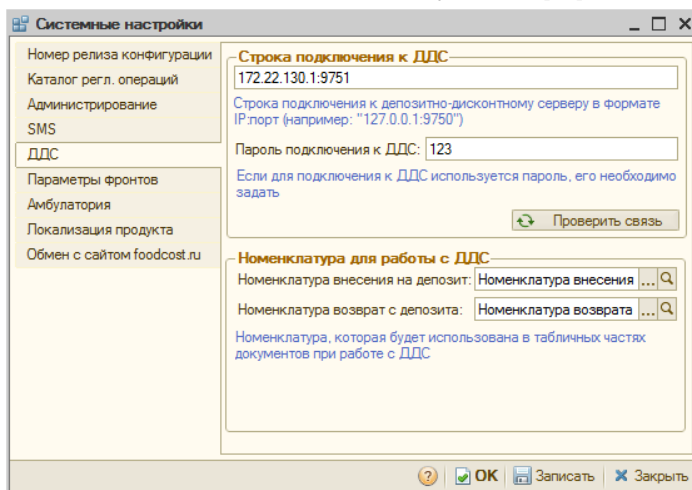 Системные настройки
Номер релиза конфигурации
Каталог регл. операций
Администрирование
SMS
ДДС
Параметры фронтов
Амбулатория
Локализация продукта
Обмен с сайтом foodcost.ru
Строка подключения к ДДС
172.22.130.1:9751
Строка подключения к депозитно-дисконтному серверу в формате
IP:порт (например: "127.0.0.1:9750")
Пароль подключения к ДДС: 123
Если для подключения к ДДС используется пароль, его необходимо
задать
Проверить связь
Номенклатура для работы с ДДС
Номенклатура внесения на депозит: Номенклатура внесения ...
Номенклатура возврат с депозита: Номенклатура возврата ...
Номенклатура, которая будет использована в табличных частях
документов при работе с ДДС
? OK Записать Закрыть